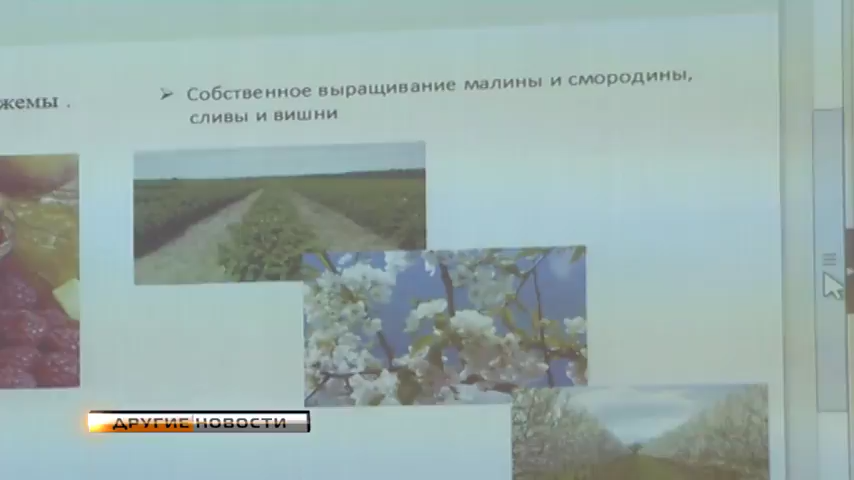 жемы .
Собственное выращивание малины и смородины,
сливы и вишни
ДРУГИЕ НОВОСТИ